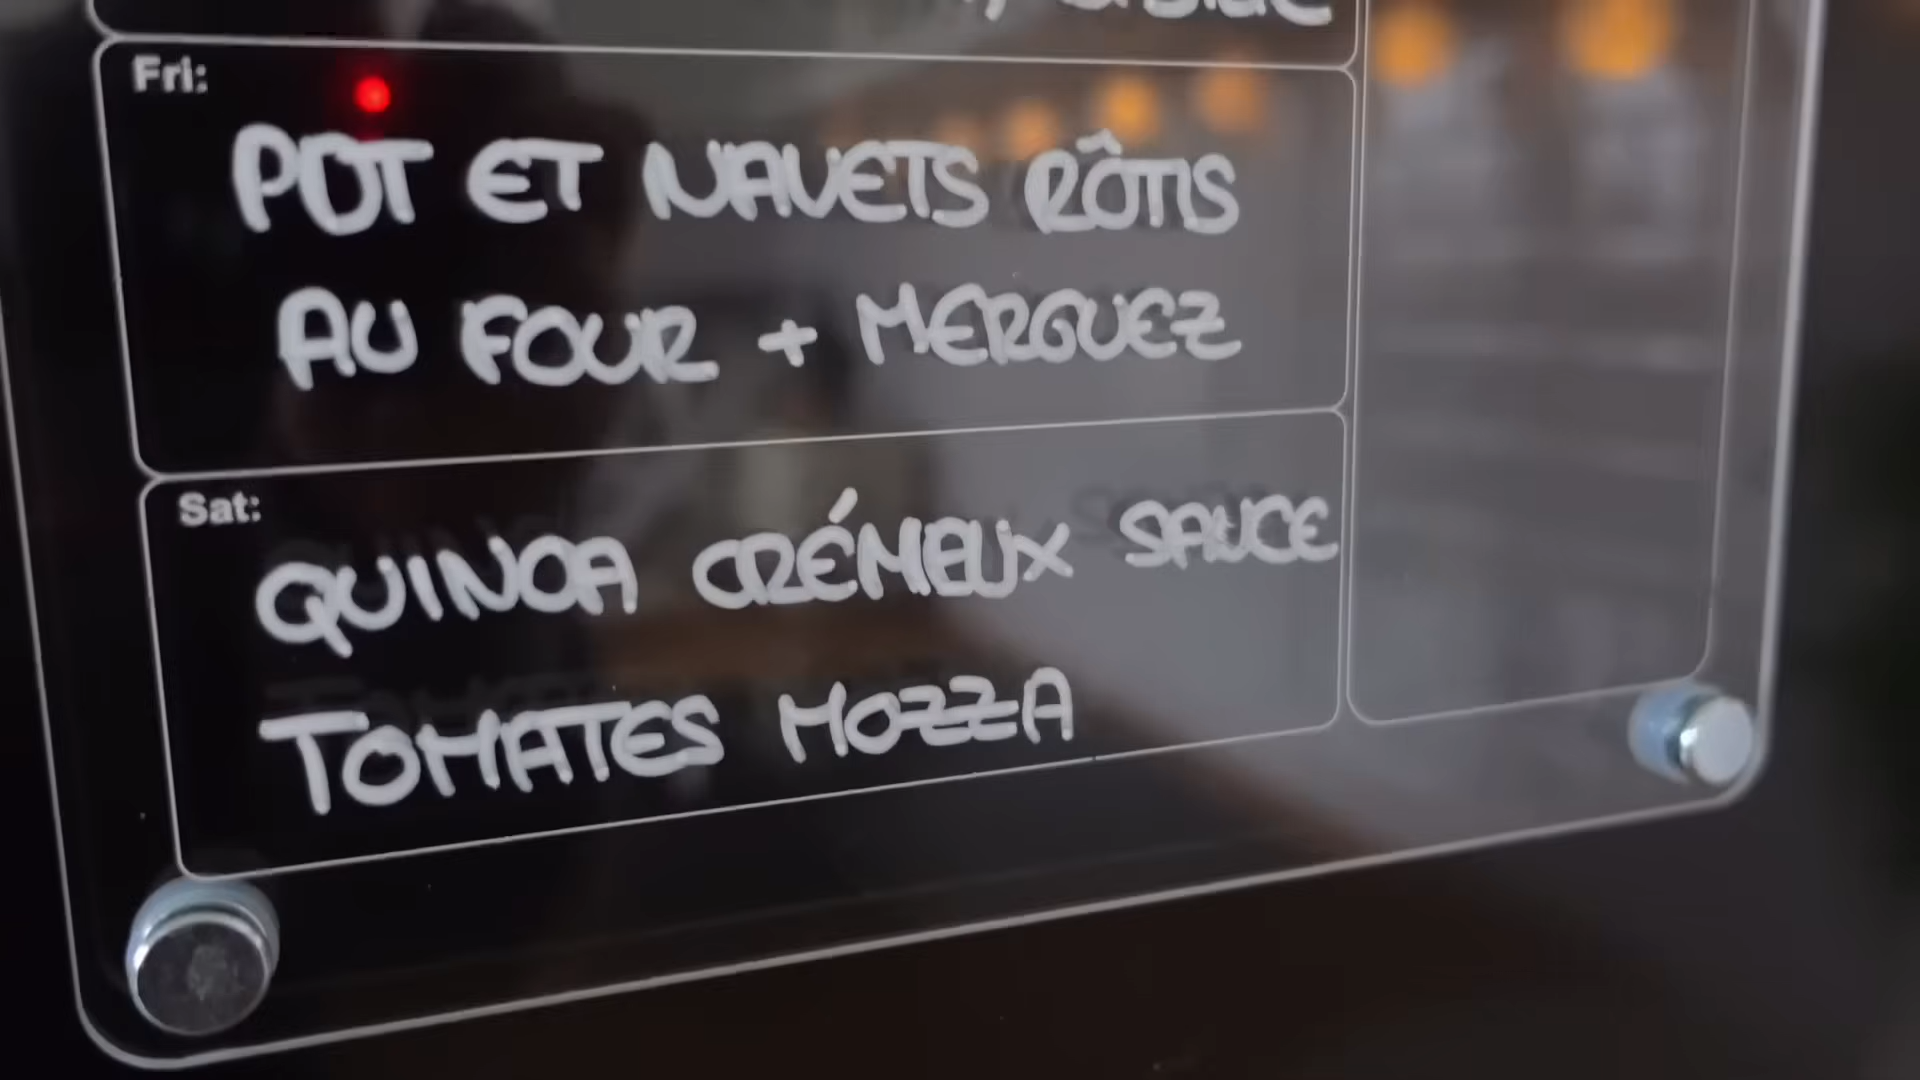 Fri:
POT ET NAVETS RÔTIS
AU FOUR + MERGUEZ
Sat:
QUINOA CRÉMEUX SAUCE
TOMATES MOZZA